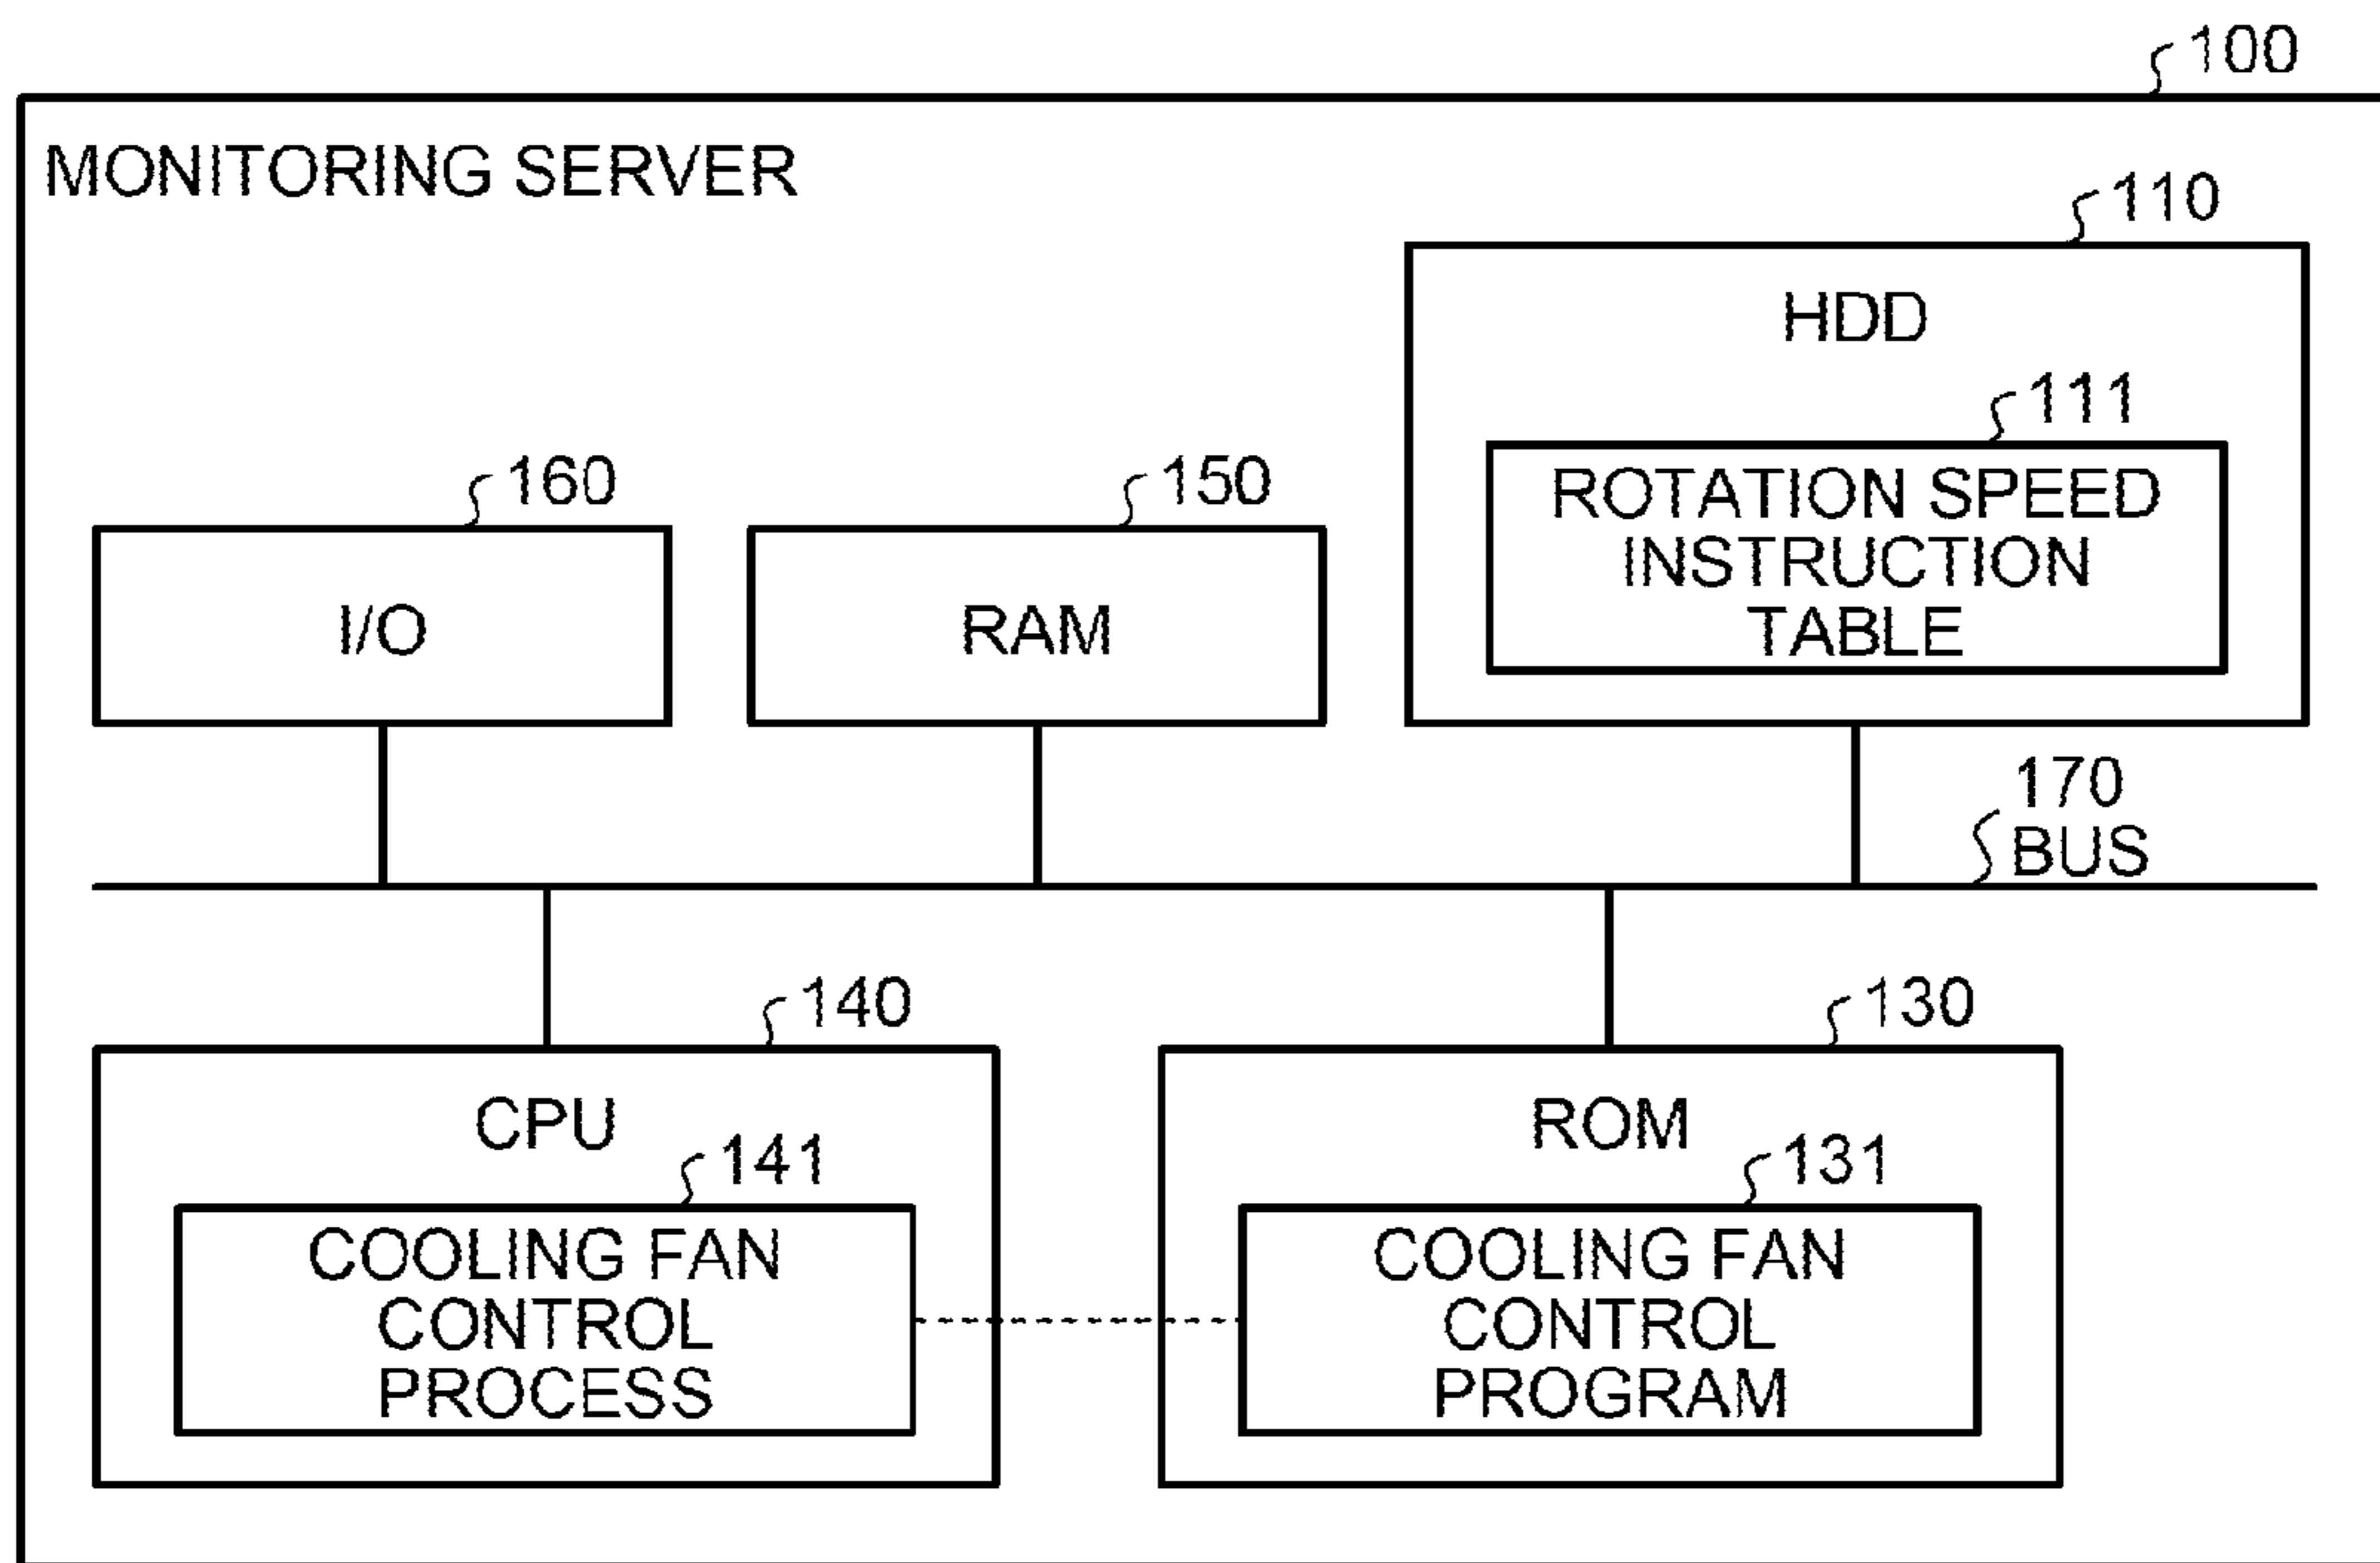 100
MONITORING SERVER
110
HDD
111
ROTATION SPEED
INSTRUCTION
TABLE
160
I/O
150
RAM
170
BUS
140
CPU
141
COOLING FAN
CONTROL
PROCESS
130
ROM
131
COOLING FAN
CONTROL
PROGRAM